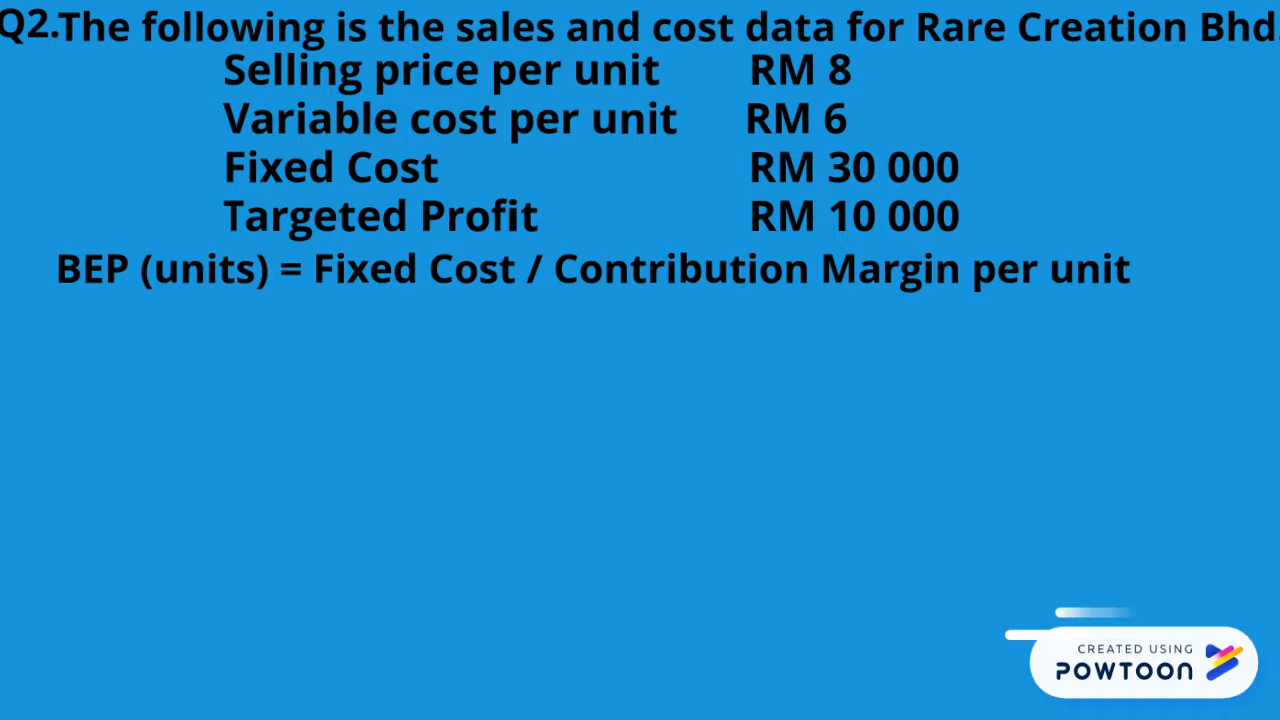 Q2.The following is the sales and cost data for Rare Creation Bhd.
Selling price per unit RM 8
Variable cost per unit RM 6
Fixed Cost RM 30 000
Targeted Profit RM 10 000
BEP (units) = Fixed Cost / Contribution Margin per unit
CREATED USING
POWTOON